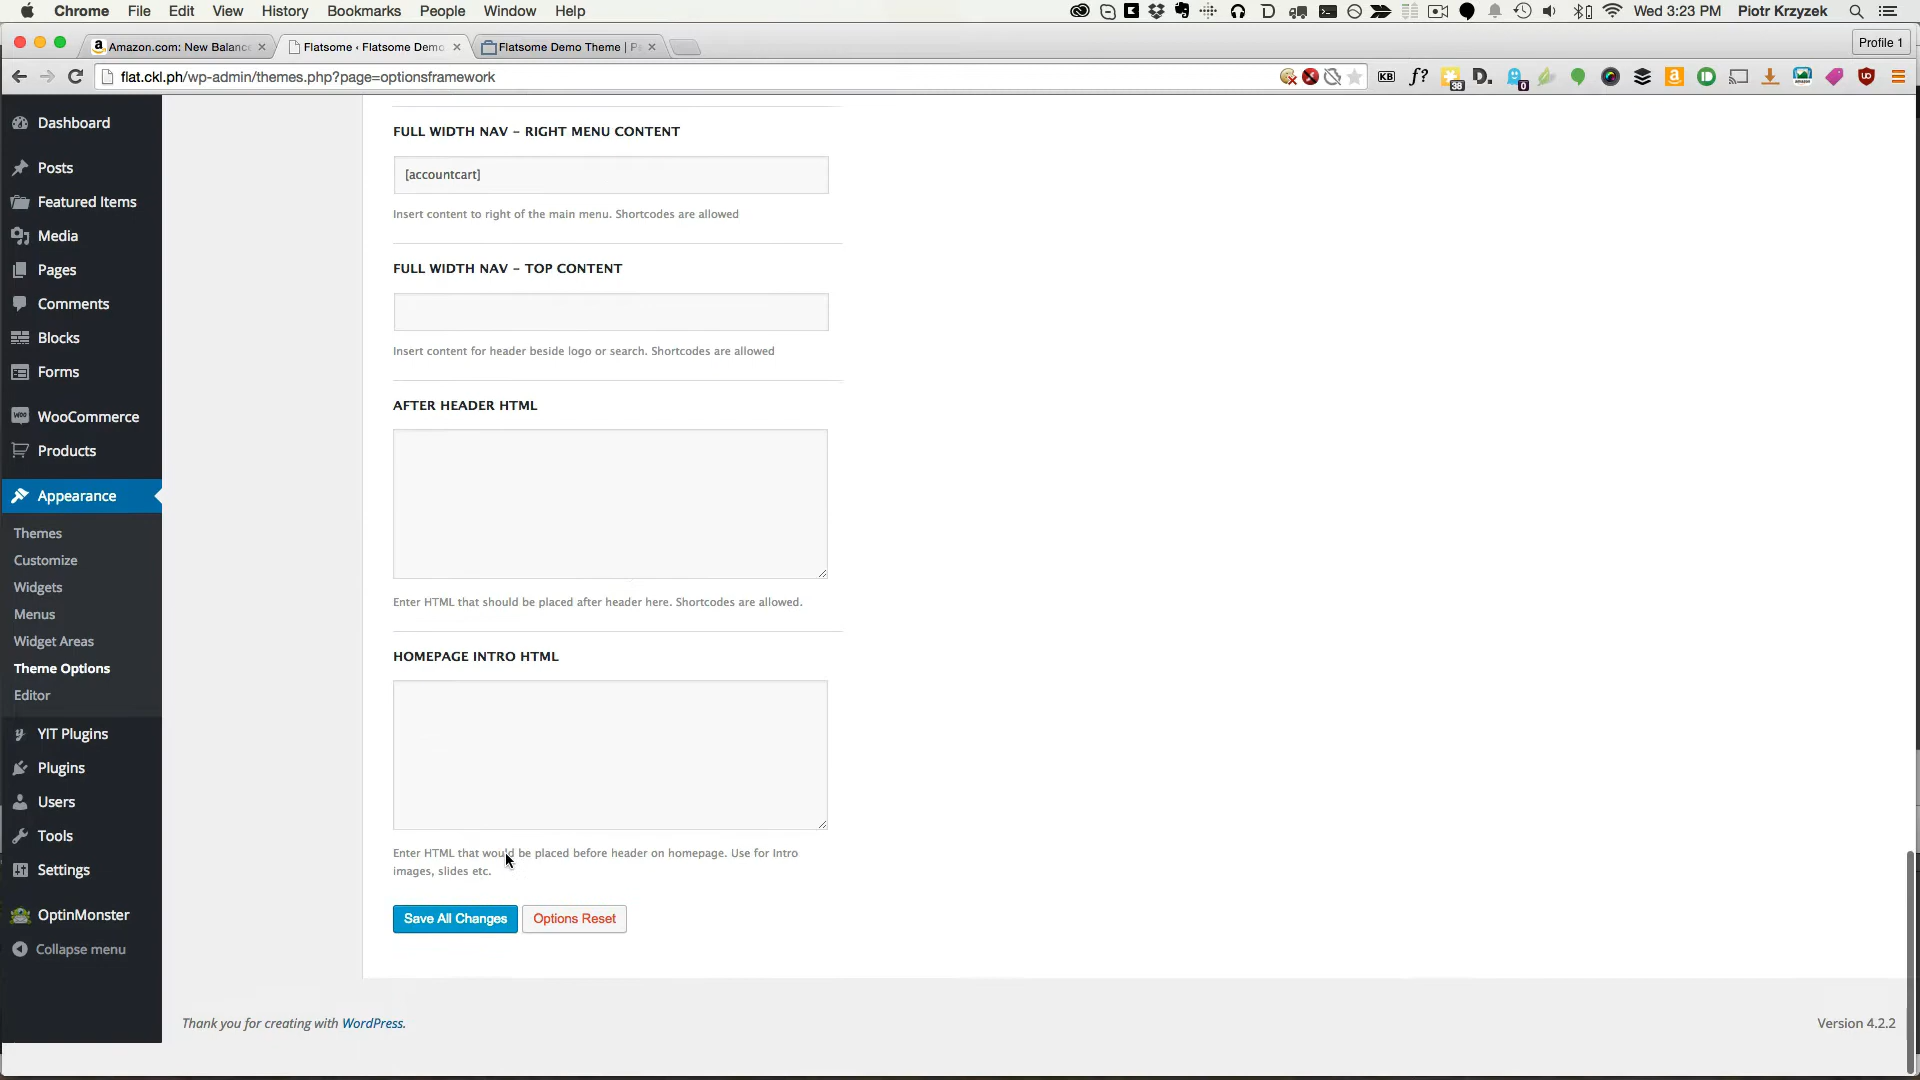 Chrome File Edit View History Bookmarks People Window Help Wed 3:23 PM Piotr Krzyzek
Amazon.com: New Balanc Flatsome ‹ Flatsome Demo Flatsome Demo Theme | P Profile 1
flat.ckl.ph/wp-admin/themes.php?page=optionsframework
Dashboard
Posts
Featured Items
Media
Pages
Comments
Blocks
Forms
WooCommerce
Products
Appearance
Themes
Customize
Widgets
Menus
Widget Areas
Theme Options
Editor
YIT Plugins
Plugins
Users
Tools
Settings
OptinMonster
Collapse menu
FULL WIDTH NAV – RIGHT MENU CONTENT
[accountcart]
Insert content to right of the main menu. Shortcodes are allowed
FULL WIDTH NAV – TOP CONTENT
Insert content for header beside logo or search. Shortcodes are allowed
AFTER HEADER HTML
Enter HTML that should be placed after header here. Shortcodes are allowed.
HOMEPAGE INTRO HTML
Enter HTML that would be placed before header on homepage. Use for Intro
images, slides etc.
Save All Changes Options Reset
Thank you for creating with WordPress.
Version 4.2.2